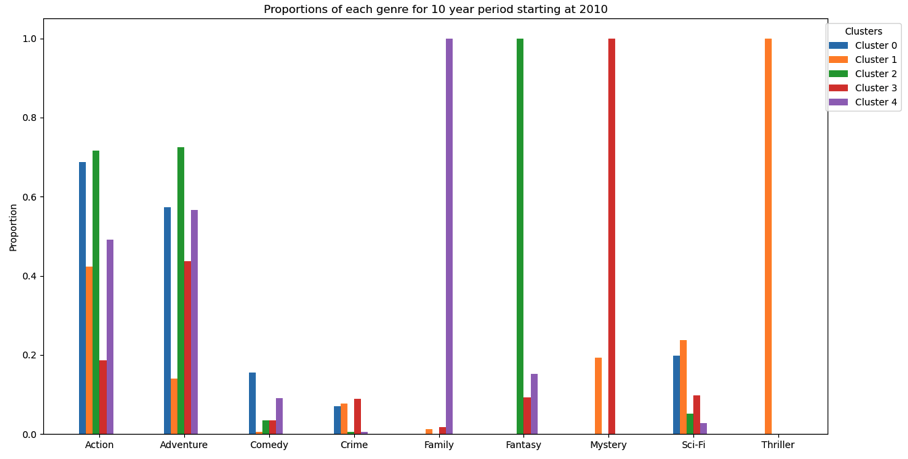 Proportions of each genre for 10 year period starting at 2010
Clusters
Cluster 0
Cluster 1
Cluster 2
Cluster 3
Cluster 4
Proportion
1.0
0.8
0.6
0.4
0.2
0.0
Action Adventure Comedy Crime Family Fantasy Mystery Sci-Fi Thriller